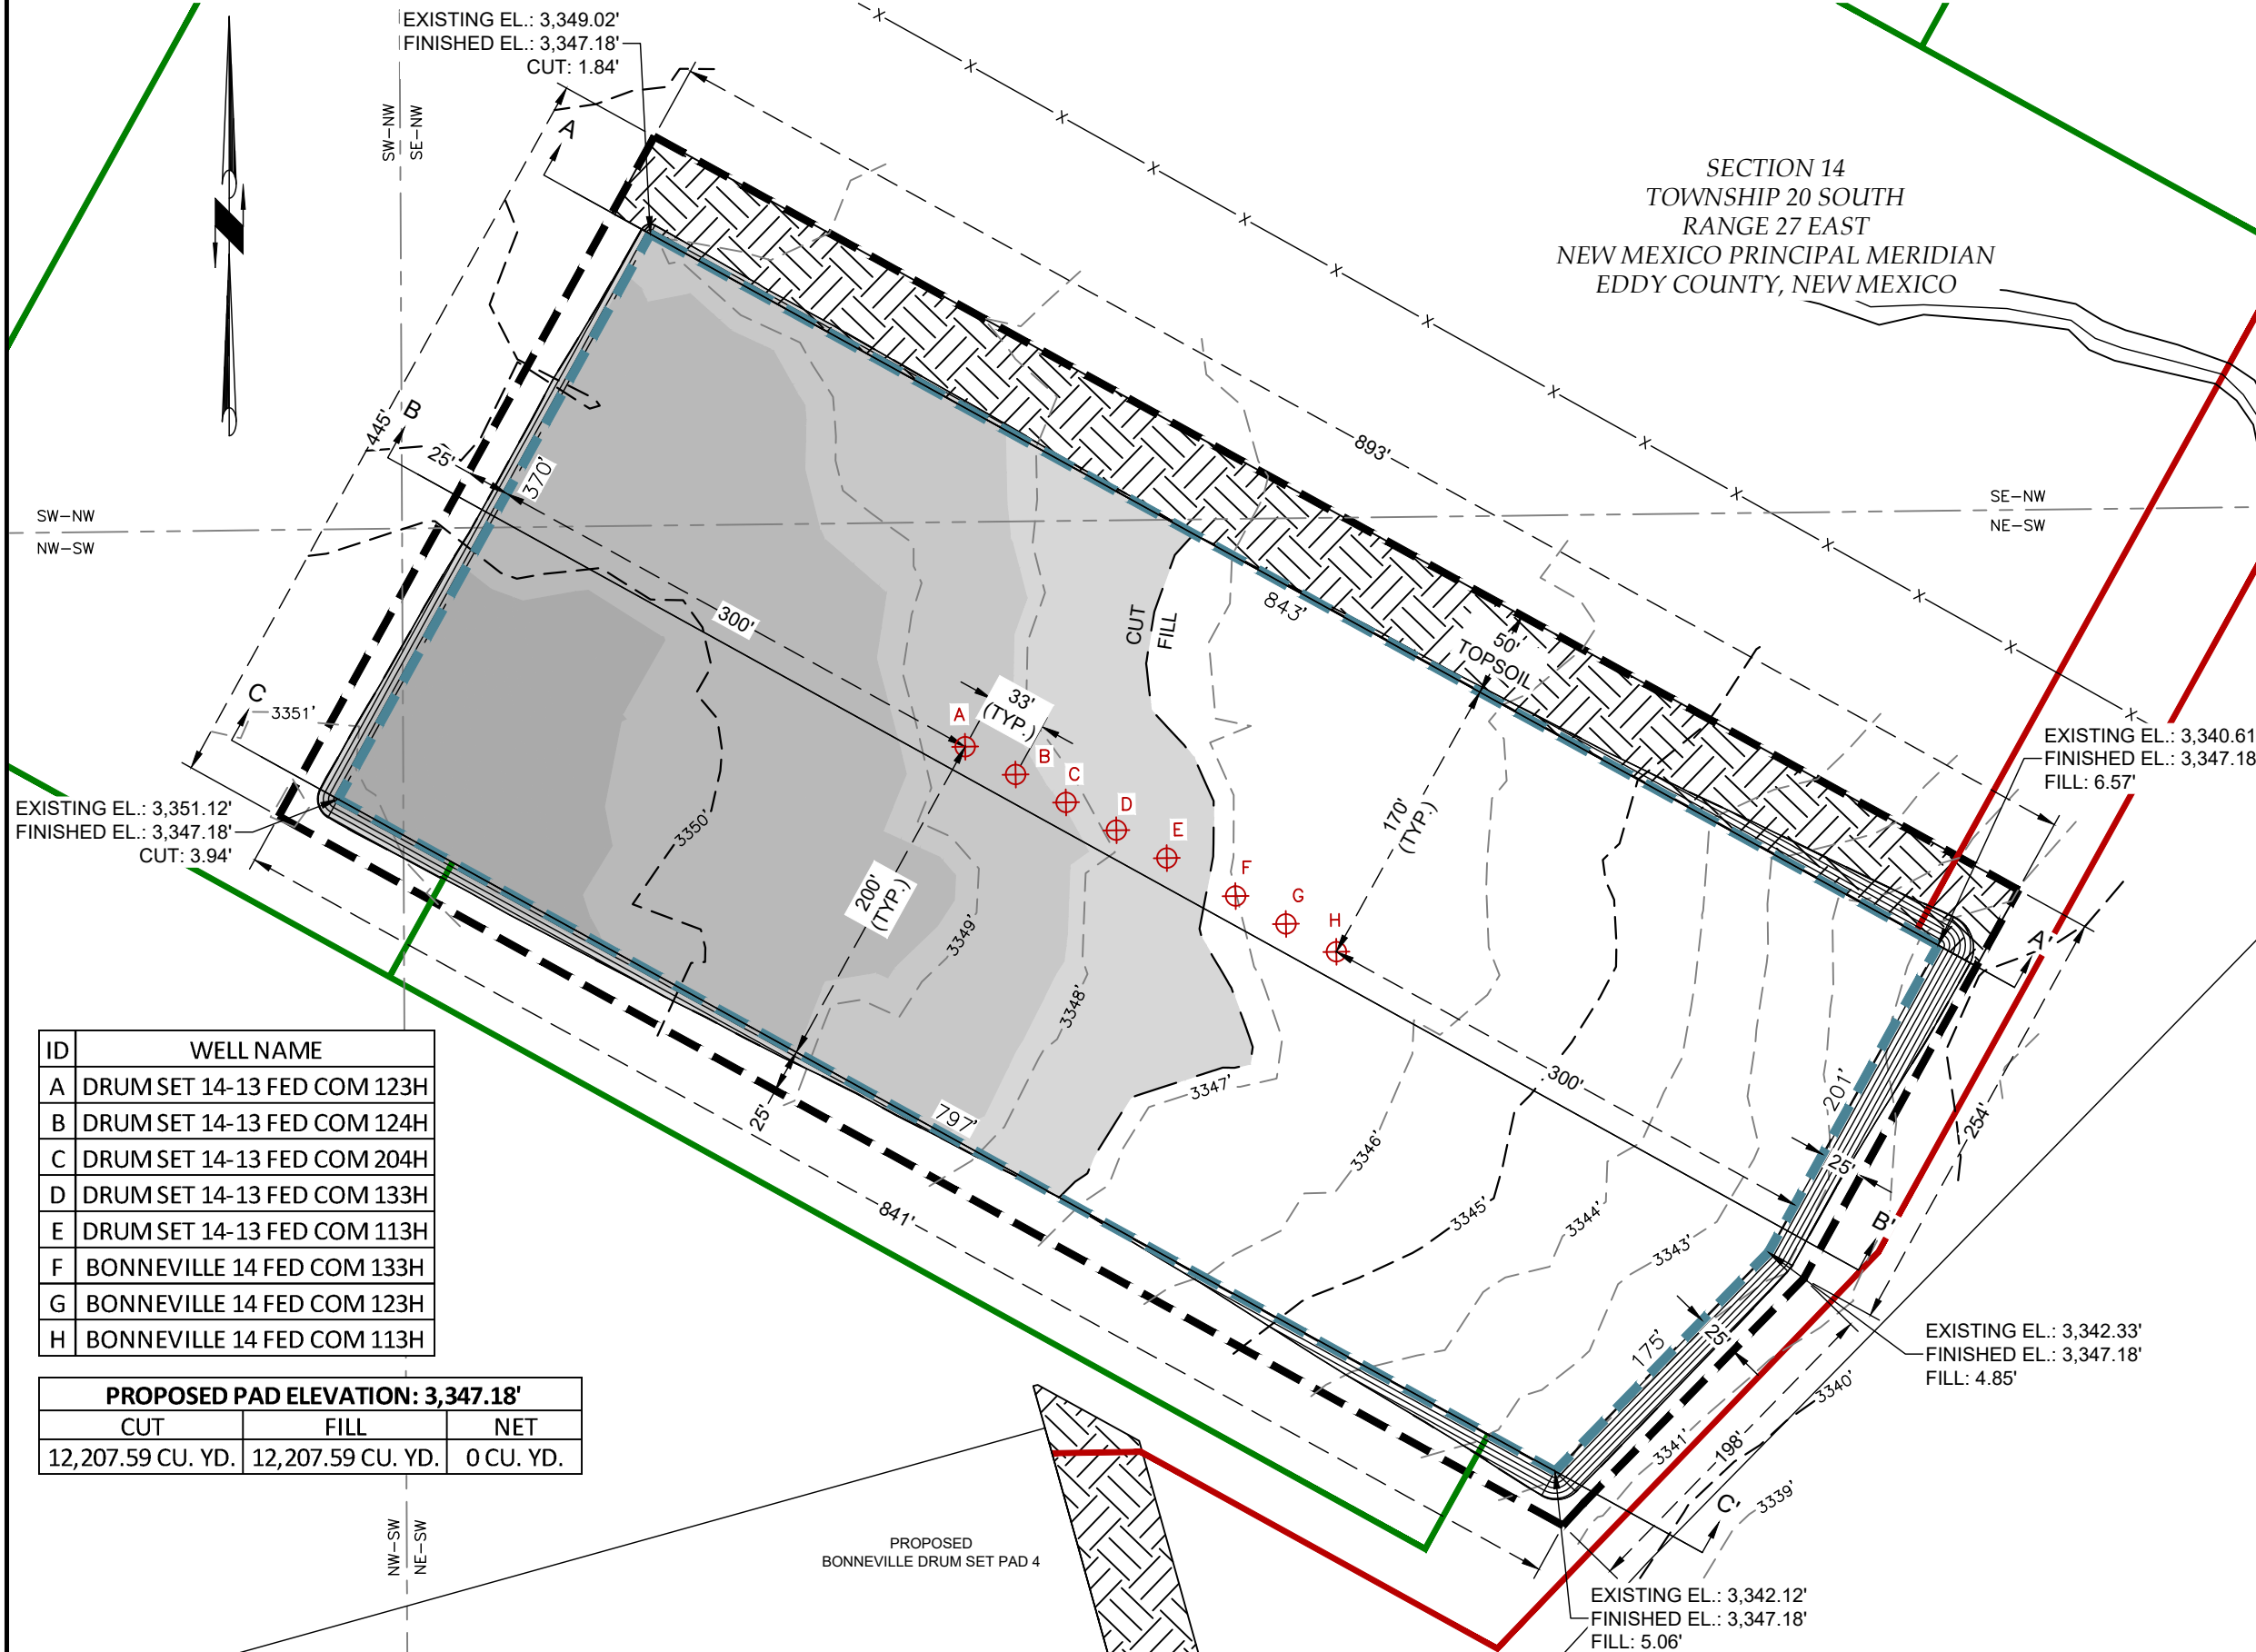 EXISTING EL.: 3,349.02'
FINISHED EL.: 3,347.18'
CUT: 1.84'
SW-NW
SE-NW
A
SECTION 14
TOWNSHIP 20 SOUTH
RANGE 27 EAST
NEW MEXICO PRINCIPAL MERIDIAN
EDDY COUNTY, NEW MEXICO
445'
B
25'
370'
893'
SW-NW
NW-SW
SE-NW
NE-SW
300'
CUT
FILL
843'
50'
TOPSOIL
C
3351'
33'
(TYP.)
A
B
C
D
E
F
G
H
170'
(TYP.)
EXISTING EL.: 3,340.61
FINISHED EL.: 3,347.18
FILL: 6.57'
EXISTING EL.: 3,351.12'
FINISHED EL.: 3,347.18'
CUT: 3.94'
3350'
200'
(TYP.)
3349'
3348'
3347'
3346'
3345'
3344'
3343'
A'
300'
201'
254'
25'
B'
797'
25'
841'
175'
25'
EXISTING EL.: 3,342.33'
FINISHED EL.: 3,347.18'
FILL: 4.85'
3340'
3341'
198'
C'
3339'
EXISTING EL.: 3,342.12'
FINISHED EL.: 3,347.18'
FILL: 5.06'
ID WELL NAME
A DRUM SET 14-13 FED COM 123H
B DRUM SET 14-13 FED COM 124H
C DRUM SET 14-13 FED COM 204H
D DRUM SET 14-13 FED COM 133H
E DRUM SET 14-13 FED COM 113H
F BONNEVILLE 14 FED COM 133H
G BONNEVILLE 14 FED COM 123H
H BONNEVILLE 14 FED COM 113H
PROPOSED PAD ELEVATION: 3,347.18'
CUT FILL NET
12,207.59 CU. YD. 12,207.59 CU. YD. 0 CU. YD.
NW-SW
NE-SW
PROPOSED
BONNEVILLE DRUM SET PAD 4